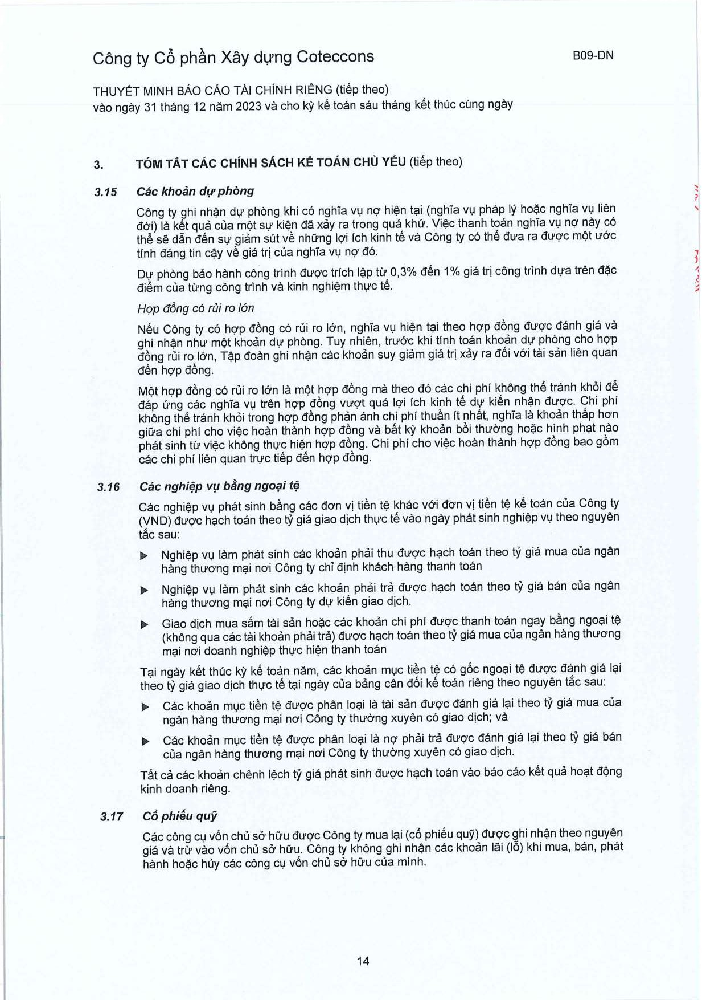 Công ty Cổ phần Xây dựng Coteccons
B09-DN
THUYẾT MINH BÁO CÁO TÀI CHÍNH RIÊNG (tiếp theo)
vào ngày 31 tháng 12 năm 2023 và cho kỳ kế toán sáu tháng kết thúc cùng ngày
3. TÓM TẮT CÁC CHÍNH SÁCH KẾ TOÁN CHỦ YẾU (tiếp theo)
3.15 Các khoản dự phòng
Công ty ghi nhận dự phòng khi có nghĩa vụ nợ hiện tại (nghĩa vụ pháp lý hoặc nghĩa vụ liên
đới) là kết quả của một sự kiện đã xảy ra trong quá khứ. Việc thanh toán nghĩa vụ nợ này có
thể sẽ dẫn đến sự giảm sút về những lợi ích kinh tế và Công ty có thể đưa ra được một ước
tính đáng tin cậy về giá trị của nghĩa vụ nợ đó.
Dự phòng bảo hành công trình được trích lập từ 0,3% đến 1% giá trị công trình dựa trên đặc
điểm của từng công trình và kinh nghiệm thực tế.
Hợp đồng có rủi ro lớn
Nếu Công ty có hợp đồng có rủi ro lớn, nghĩa vụ hiện tại theo hợp đồng được đánh giá và
ghi nhận như một khoản dự phòng. Tuy nhiên, trước khi tính toán khoản dự phòng cho hợp
đồng rủi ro lớn, Tập đoàn ghi nhận các khoản suy giảm giá trị xảy ra đối với tài sản liên quan
đến hợp đồng.
Một hợp đồng có rủi ro lớn là một hợp đồng mà theo đó các chi phí không thể tránh khỏi để
đáp ứng các nghĩa vụ trên hợp đồng vượt quá lợi ích kinh tế dự kiến nhận được. Chi phí
không thể tránh khỏi trong hợp đồng phản ánh chi phí thuần ít nhất, nghĩa là khoản thấp hơn
giữa chi phí cho việc hoàn thành hợp đồng và bất kỳ khoản bồi thường hoặc hình phạt nào
phát sinh từ việc không thực hiện hợp đồng. Chi phí cho việc hoàn thành hợp đồng bao gồm
các chi phí liên quan trực tiếp đến hợp đồng.
3.16 Các nghiệp vụ bằng ngoại tệ
Các nghiệp vụ phát sinh bằng các đơn vị tiền tệ khác với đơn vị tiền tệ kế toán của Công ty
(VND) được hạch toán theo tỷ giá giao dịch thực tế vào ngày phát sinh nghiệp vụ theo nguyên
tắc sau:
► Nghiệp vụ làm phát sinh các khoản phải thu được hạch toán theo tỷ giá mua của ngân
hàng thương mại nơi Công ty chỉ định khách hàng thanh toán
► Nghiệp vụ làm phát sinh các khoản phải trả được hạch toán theo tỷ giá bán của ngân
hàng thương mại nơi Công ty dự kiến giao dịch.
► Giao dịch mua sắm tài sản hoặc các khoản chi phí được thanh toán ngay bằng ngoại tệ
(không qua các tài khoản phải trả) được hạch toán theo tỷ giá mua của ngân hàng thương
mại nơi doanh nghiệp thực hiện thanh toán
Tại ngày kết thúc kỳ kế toán năm, các khoản mục tiền tệ có gốc ngoại tệ được đánh giá lại
theo tỷ giá giao dịch thực tế tại ngày của bảng cân đối kế toán riêng theo nguyên tắc sau:
► Các khoản mục tiền tệ được phân loại là tài sản được đánh giá lại theo tỷ giá mua của
ngân hàng thương mại nơi Công ty thường xuyên có giao dịch; và
► Các khoản mục tiền tệ được phân loại là nợ phải trả được đánh giá lại theo tỷ giá bán
của ngân hàng thương mại nơi Công ty thường xuyên có giao dịch.
Tất cả các khoản chênh lệch tỷ giá phát sinh được hạch toán vào báo cáo kết quả hoạt động
kinh doanh riêng.
3.17 Cổ phiếu quỹ
Các công cụ vốn chủ sở hữu được Công ty mua lại (cổ phiếu quỹ) được ghi nhận theo nguyên
giá và trừ vào vốn chủ sở hữu. Công ty không ghi nhận các khoản lãi (lỗ) khi mua, bán, phát
hành hoặc hủy các công cụ vốn chủ sở hữu của mình.
14